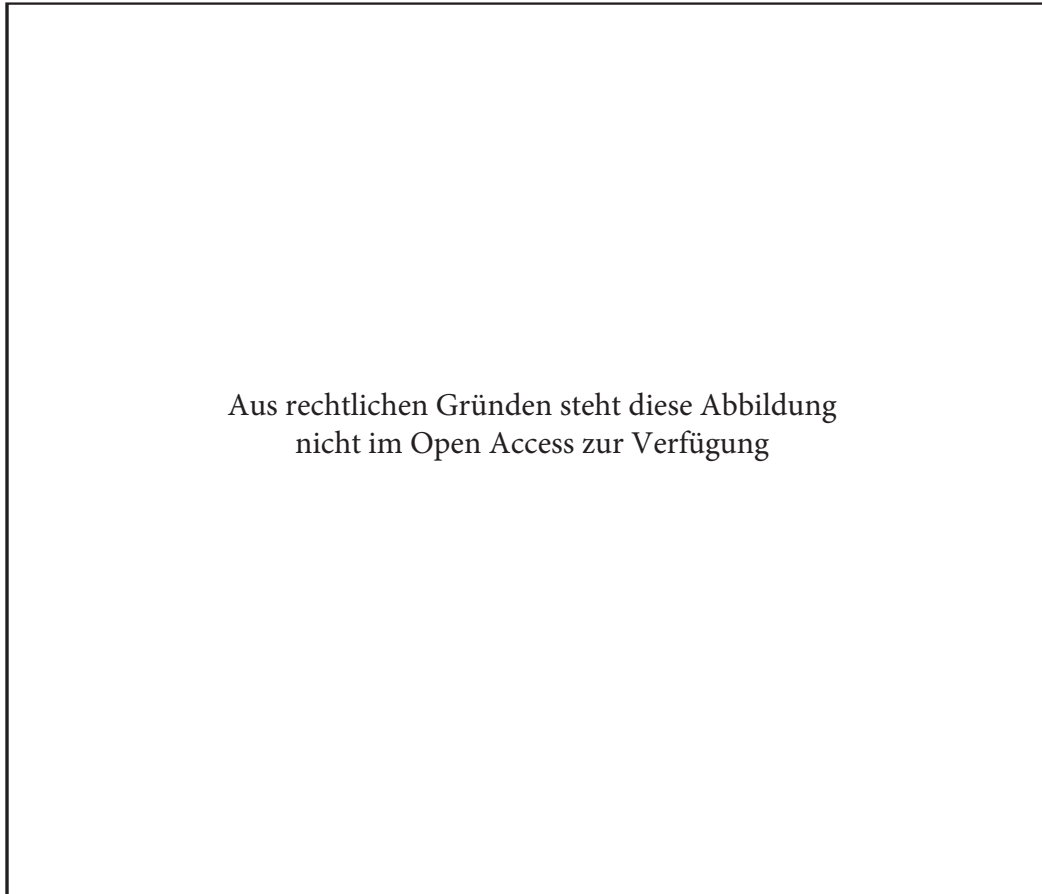 Aus rechtlichen Gründen steht diese Abbildung
nicht im Open Access zur Verfügung